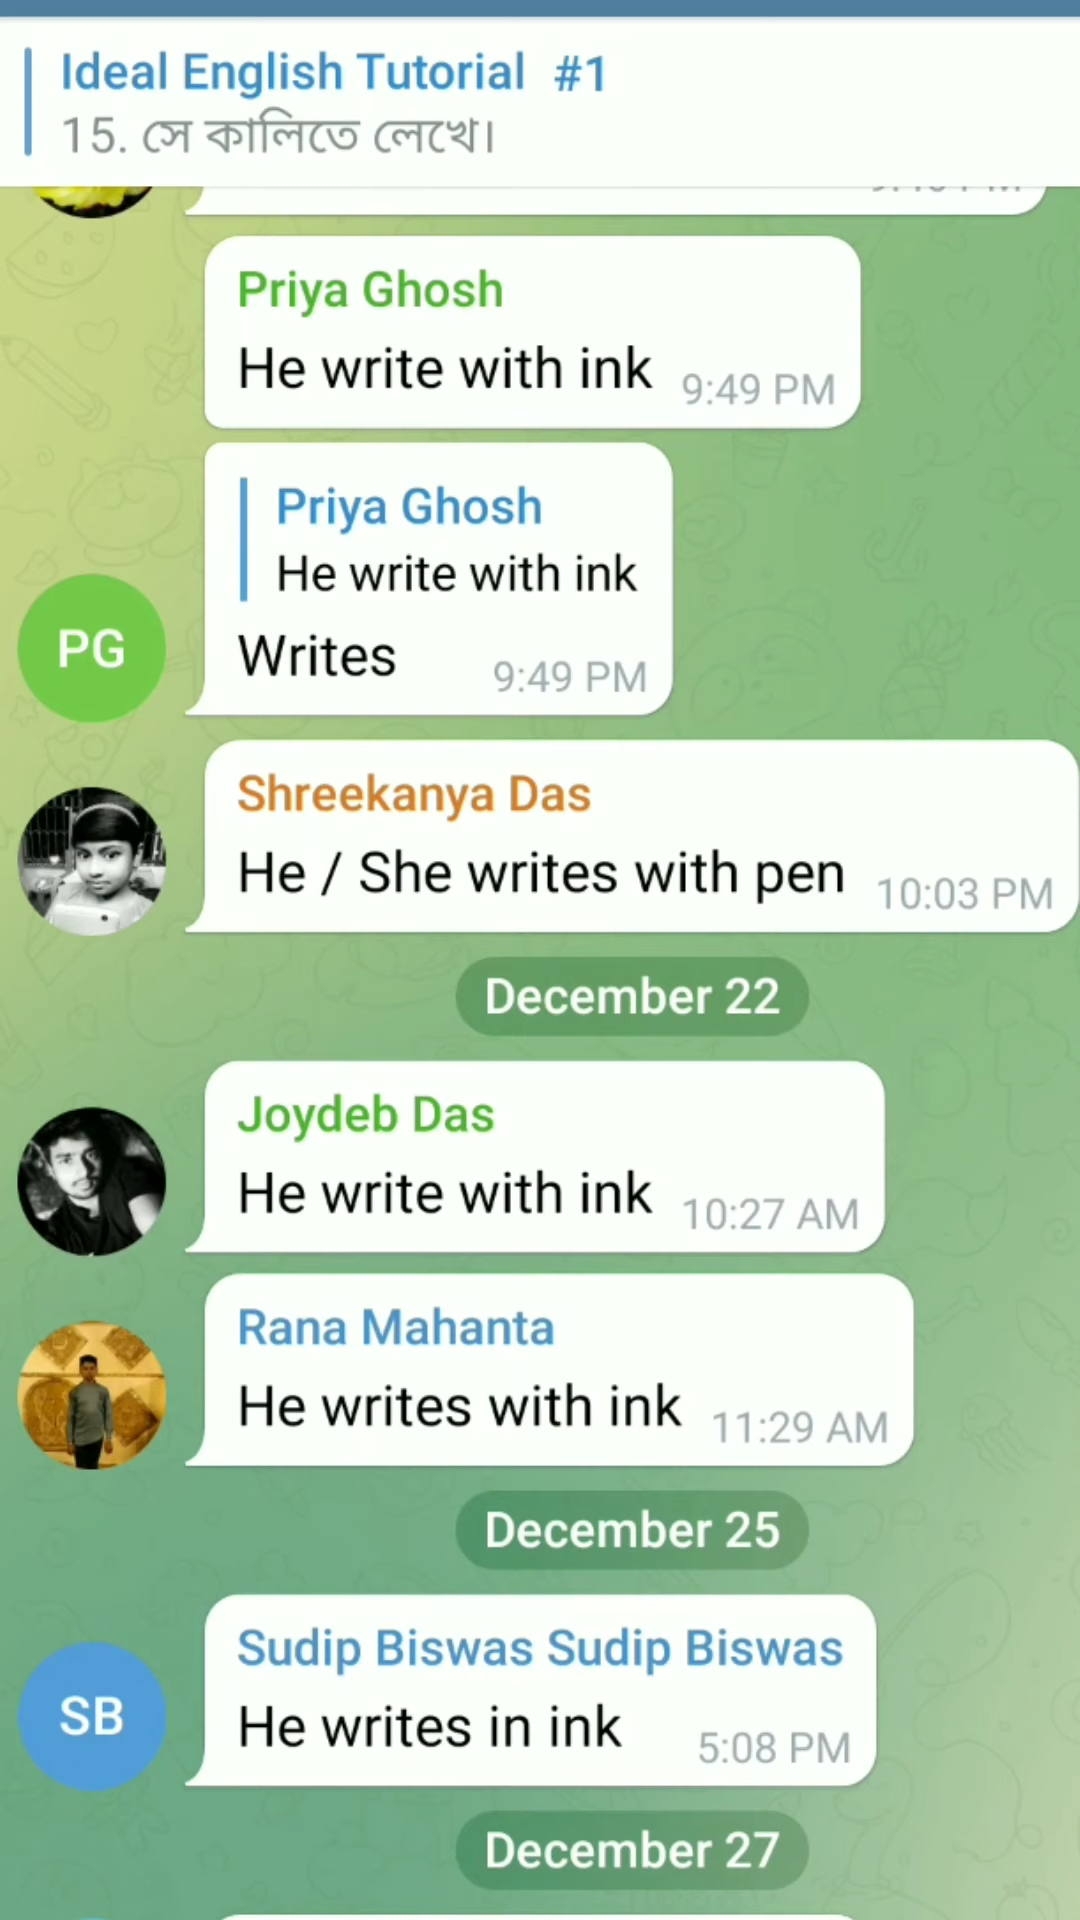 Ideal English Tutorial #1
15. সে কালিতে লেখে।
Priya Ghosh
He write with ink 9:49 PM
Priya Ghosh
He write with ink
Writes 9:49 PM
PG
Shreekanya Das
He / She writes with pen 10:03 PM
December 22
Joydeb Das
He write with ink 10:27 AM
Rana Mahanta
He writes with ink 11:29 AM
December 25
Sudip Biswas Sudip Biswas
He writes in ink 5:08 PM
SB
December 27